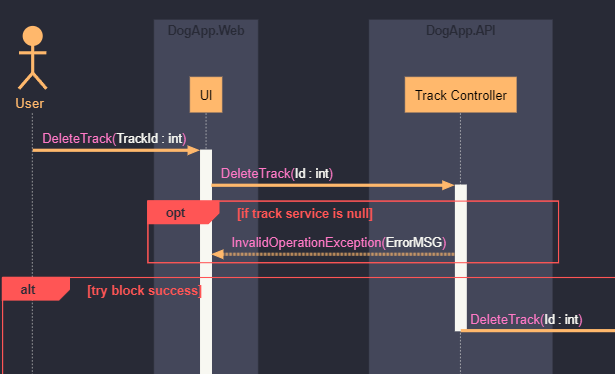 DogApp.Web
DogApp.API
User
UI
Track Controller
DeleteTrack(TrackId : int)
DeleteTrack(Id : int)
opt [if track service is null]
InvalidOperationException(ErrorMSG)
alt [try block success]
DeleteTrack(Id : int)